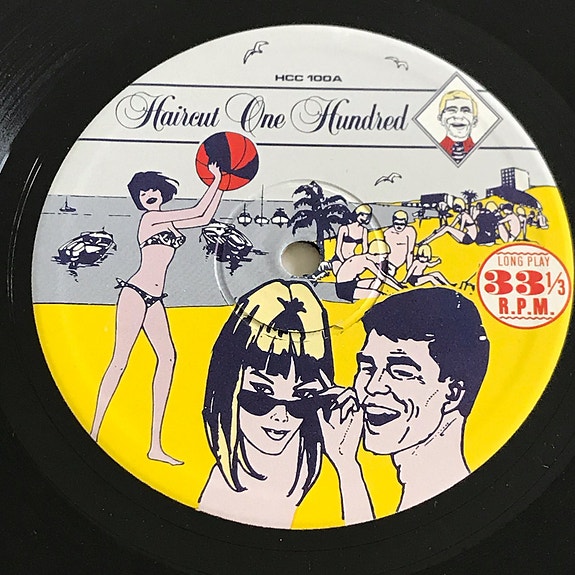 HCC 100A
Haircut One Hundred
LONG PLAY
33 1/3
R.P.M.